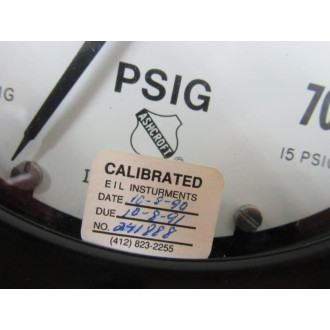 PSIG
70
IG
ASHCROFT
15 PSIG
CALIBRATED
EIL INSTURMENTS
DATE 10-8-90
DUE 10-8-91
NO. 241888
(412) 823-2255